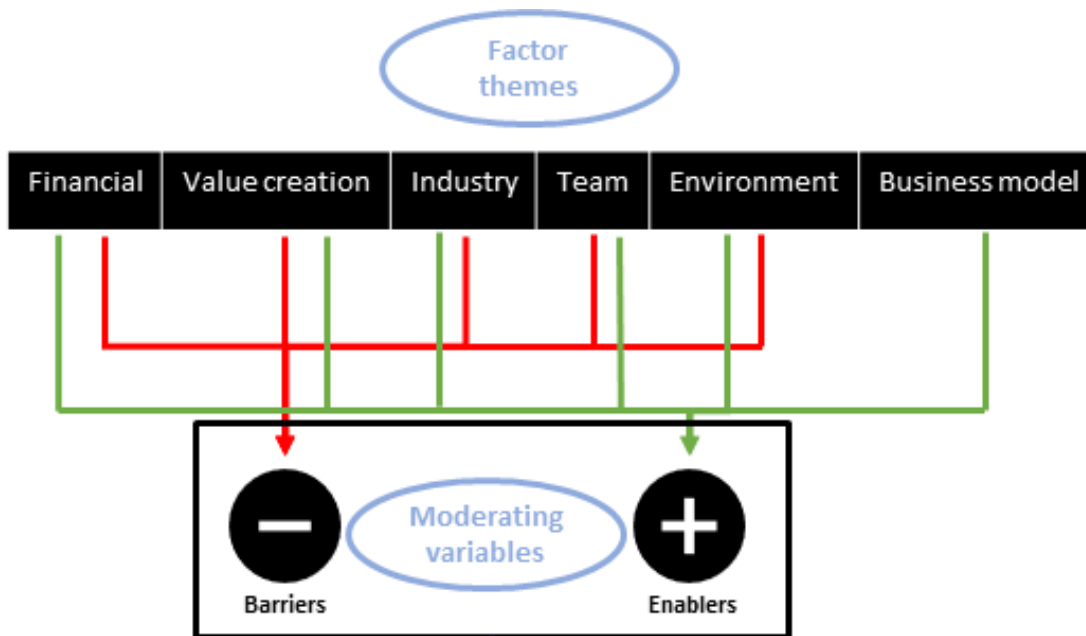 Factor
themes
Financial Value creation Industry Team Environment Business model
Moderating
variables
Barriers Enablers